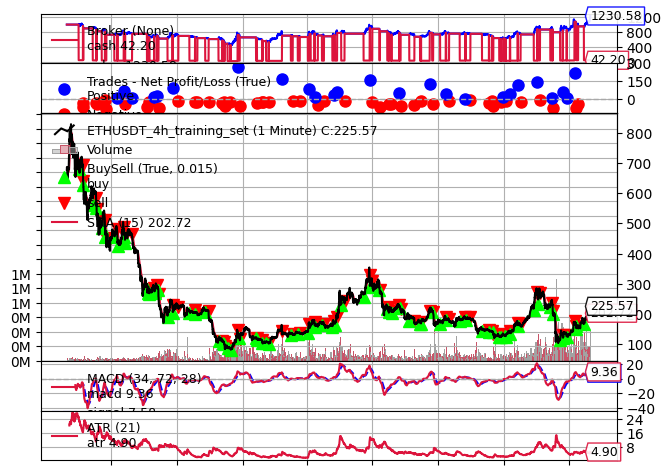 Broker (None)
cash 42.20
1230.58
800
400
42.20
300
Trades - Net Profit/Loss (True)
Positive
150
0
ETHUSDT_4h_training_set (1 Minute) C:225.57
Volume
BuySell (True, 0.015)
buy
sell
SMA (15) 202.72
800
700
600
500
400
300
225.57
100
1M
1M
1M
0M
0M
0M
0M
MACD (34, 72, 28)
macd 9.36
signal 7.58
20
9.36
0
−20
−40
ATR (21)
atr 4.90
24
16
8
4.90